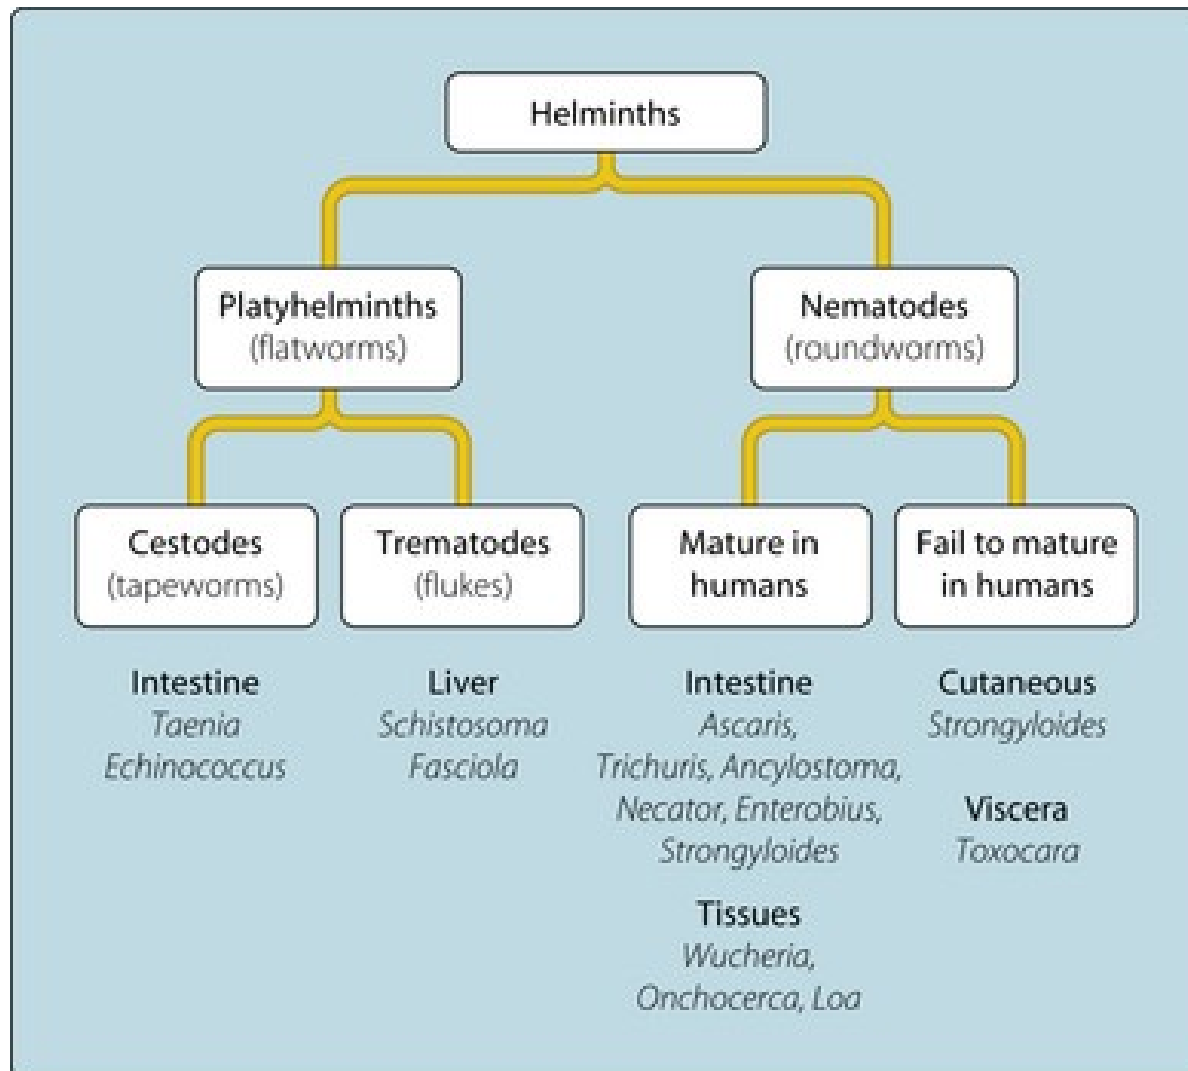 Helminths
Platyhelminths
(flatworms)
Nematodes
(roundworms)
Cestodes
(tapeworms)
Trematodes
(flukes)
Mature in
humans
Fail to mature
in humans
Intestine
Taenia
Echinococcus
Liver
Schistosoma
Fasciola
Intestine
Ascaris,
Trichuris, Ancylostoma,
Necator, Enterobius,
Strongyloides
Tissues
Wucheria,
Onchocerca, Loa
Cutaneous
Strongyloides
Viscera
Toxocara